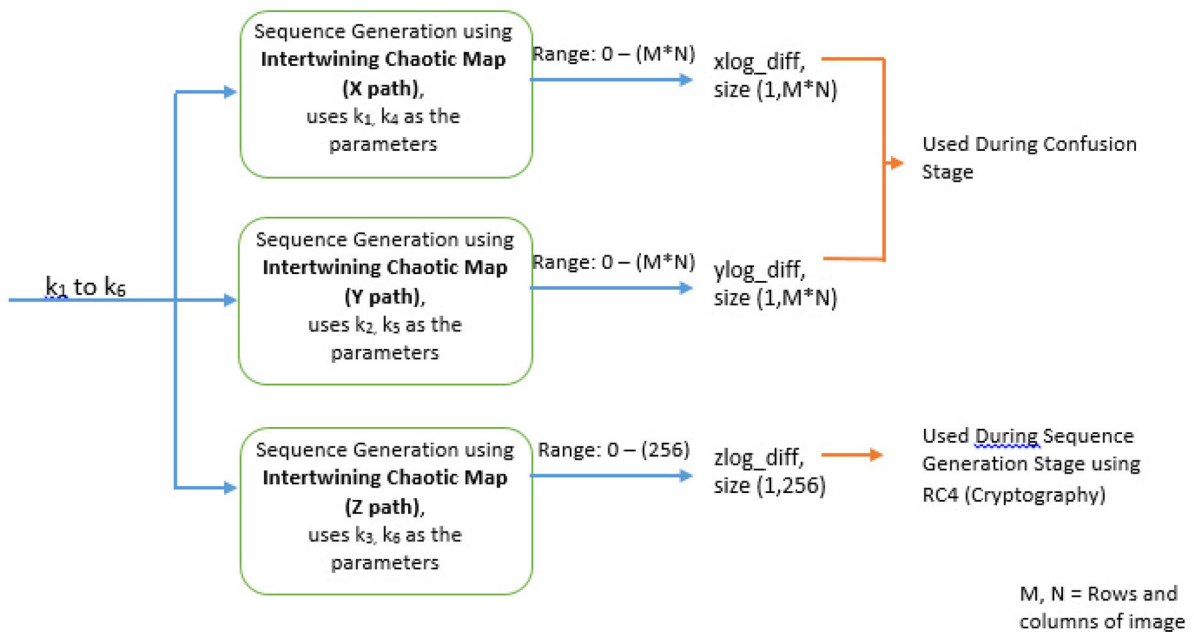 Sequence Generation using
Intertwining Chaotic Map
(X path),
uses k₁, k₄ as the
parameters
Range: 0 – (M*N)
xlog_diff,
size (1,M*N)
Used During Confusion
Stage
k₁ to k₆
Sequence Generation using
Intertwining Chaotic Map
(Y path),
uses k₂, k₅ as the
parameters
Range: 0 – (M*N)
ylog_diff,
size (1,M*N)
Sequence Generation using
Intertwining Chaotic Map
(Z path),
uses k₃, k₆ as the
parameters
Range: 0 – (256)
zlog_diff,
size (1,256)
Used During Sequence
Generation Stage using
RC4 (Cryptography)
M, N = Rows and
columns of image